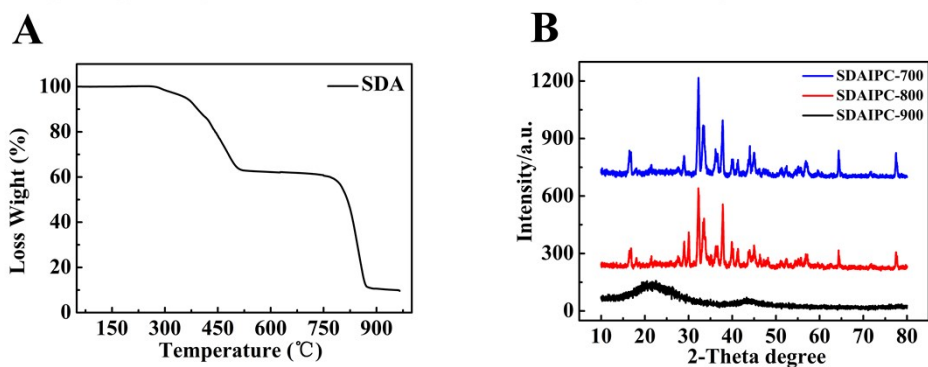 A
SDA
100
80
60
40
20
10
0
Loss Wight (%)
150 300 450 600 750 900
Temperature (℃)
B
SDAIPC-700
SDAIPC-800
SDAIPC-900
1200
900
600
300
0
Intensity/a.u.
10 20 30 40 50 60 70 80
2-Theta degree